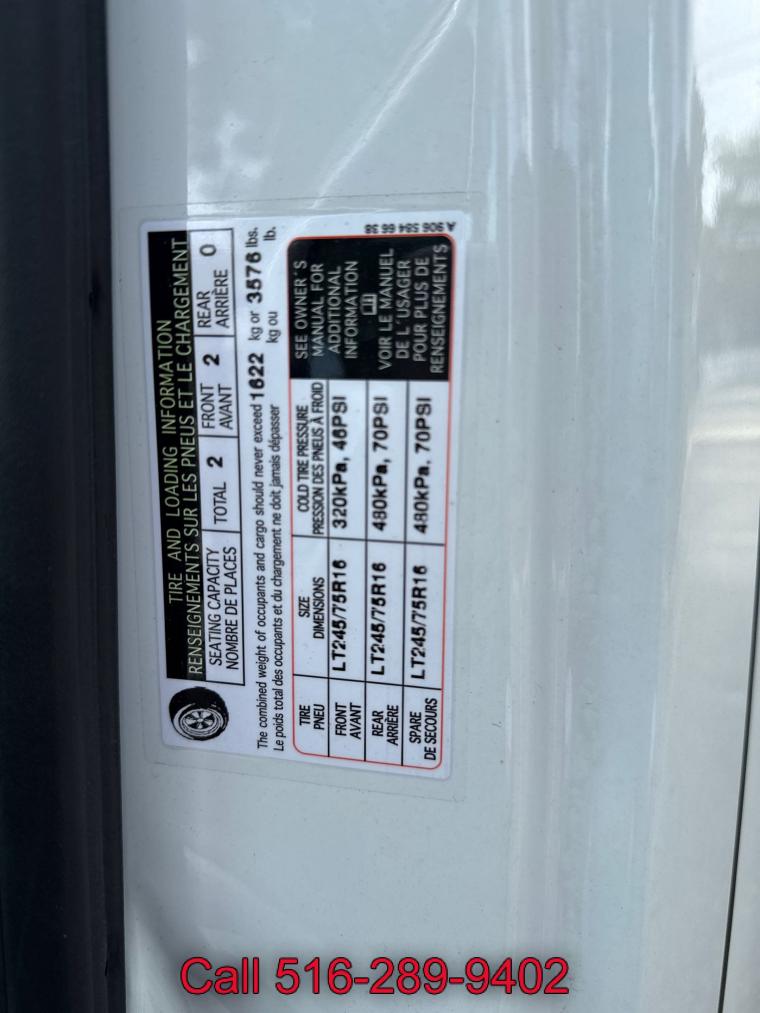 TIRE AND LOADING INFORMATION
RENSEIGNEMENTS SUR LES PNEUS ET LE CHARGEMENT
SEATING CAPACITY
NOMBRE DE PLACES
TOTAL 2
FRONT
AVANT
2
REAR
ARRIÈRE
0
The combined weight of occupants and cargo should never exceed 1622 kg or 3576 lbs.
Le poids total des occupants et du chargement ne doit jamais dépasser kg ou lb.
TIRE
PNEU
SIZE
DIMENSIONS
COLD TIRE PRESSURE
PRESSION DES PNEUS À FROID
FRONT
AVANT
LT245/75R16
320kPa, 46PSI
REAR
ARRIÈRE
LT245/75R16
480kPa, 70PSI
SPARE
DE SECOURS
LT245/75R16
480kPa, 70PSI
SEE OWNER'S
MANUAL FOR
ADDITIONAL
INFORMATION
VOIR LE MANUEL
DE L'USAGER
POUR PLUS DE
RENSEIGNEMENTS
A 906 584 66 38
Call 516-289-9402